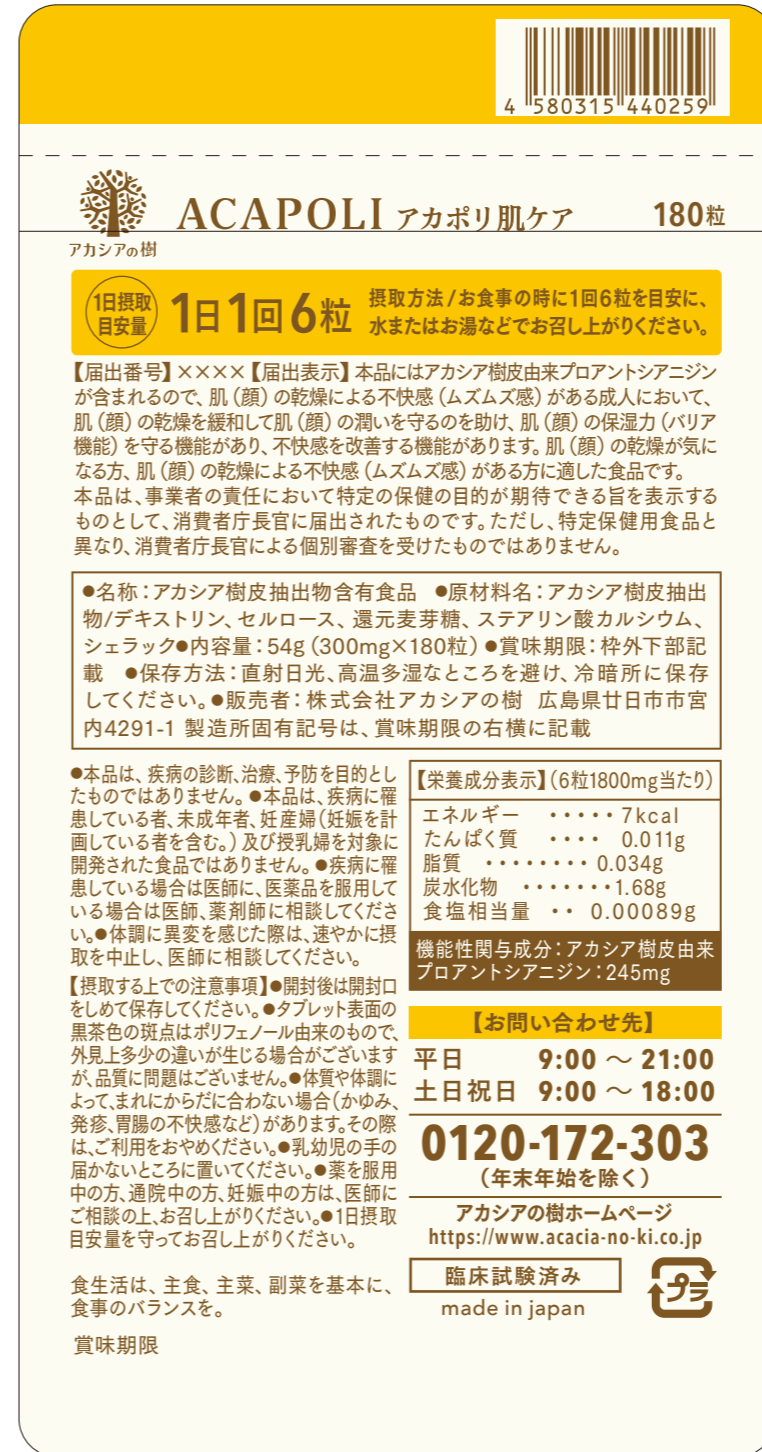 4 580315 440259
ACAPOLI アカポリ肌ケア 180粒
アカシアの樹
1日摂取
目安量
1日1回6粒
摂取方法/お食事の時に1回6粒を目安に、
水またはお湯などでお召し上がりください。
【届出番号】××××【届出表示】本品にはアカシア樹皮由来プロアントシアニジン
が含まれるので、肌（顔）の乾燥による不快感（ムズムズ感）がある成人において、
肌（顔）の乾燥を緩和して肌（顔）の潤いを守るのを助け、肌（顔）の保湿力（バリア
機能）を守る機能があり、不快感を改善する機能があります。肌（顔）の乾燥が気に
なる方、肌（顔）の乾燥による不快感（ムズムズ感）がある方に適した食品です。
本品は、事業者の責任において特定の保健の目的が期待できる旨を表示する
ものとして、消費者庁長官に届出されたものです。ただし、特定保健用食品と
異なり、消費者庁長官による個別審査を受けたものではありません。
●名称：アカシア樹皮抽出物含有食品 ●原材料名：アカシア樹皮抽出
物/デキストリン、セルロース、還元麦芽糖、ステアリン酸カルシウム、
シェラック●内容量：54g（300mg×180粒）●賞味期限：枠外下部記
載 ●保存方法：直射日光、高温多湿なところを避け、冷暗所に保存
してください。●販売者：株式会社アカシアの樹 広島県廿日市市宮
内4291-1 製造所固有記号は、賞味期限の右横に記載
●本品は、疾病の診断、治療、予防を目的とし
たものではありません。●本品は、疾病に罹
患している者、未成年者、妊産婦（妊娠を計
画している者を含む。）及び授乳婦を対象に
開発された食品ではありません。●疾病に罹
患している場合は医師に、医薬品を服用して
いる場合は医師、薬剤師に相談してくださ
い。●体調に異変を感じた際は、速やかに摂
取を中止し、医師に相談してください。
【摂取する上での注意事項】●開封後は開封口
をしめて保存してください。●タブレット表面の
黒茶色の斑点はポリフェノール由来のもので、
外見上多少の違いが生じる場合がございます
が、品質に問題はございません。●体質や体調に
よって、まれにからだに合わない場合（かゆみ、
発疹、胃腸の不快感など）があります。その際
は、ご利用をおやめください。●乳幼児の手の
届かないところに置いてください。●薬を服用
中の方、通院中の方、妊娠中の方は、医師に
ご相談の上、お召し上がりください。●1日摂取
目安量を守ってお召し上がりください。
食生活は、主食、主菜、副菜を基本に、
食事のバランスを。
賞味期限
【栄養成分表示】（6粒1800mg当たり）
エネルギー ・・・・・7kcal
たんぱく質 ・・・・ 0.011g
脂質 ・・・・・・・・ 0.034g
炭水化物 ・・・・・・・1.68g
食塩相当量 ・・ 0.00089g
機能性関与成分：アカシア樹皮由来
プロアントシアニジン：245mg
【お問い合わせ先】
平日 9:00 〜 21:00
土日祝日 9:00 〜 18:00
0120-172-303
（年末年始を除く）
アカシアの樹ホームページ
https://www.acacia-no-ki.co.jp
臨床試験済み
made in japan
プラ